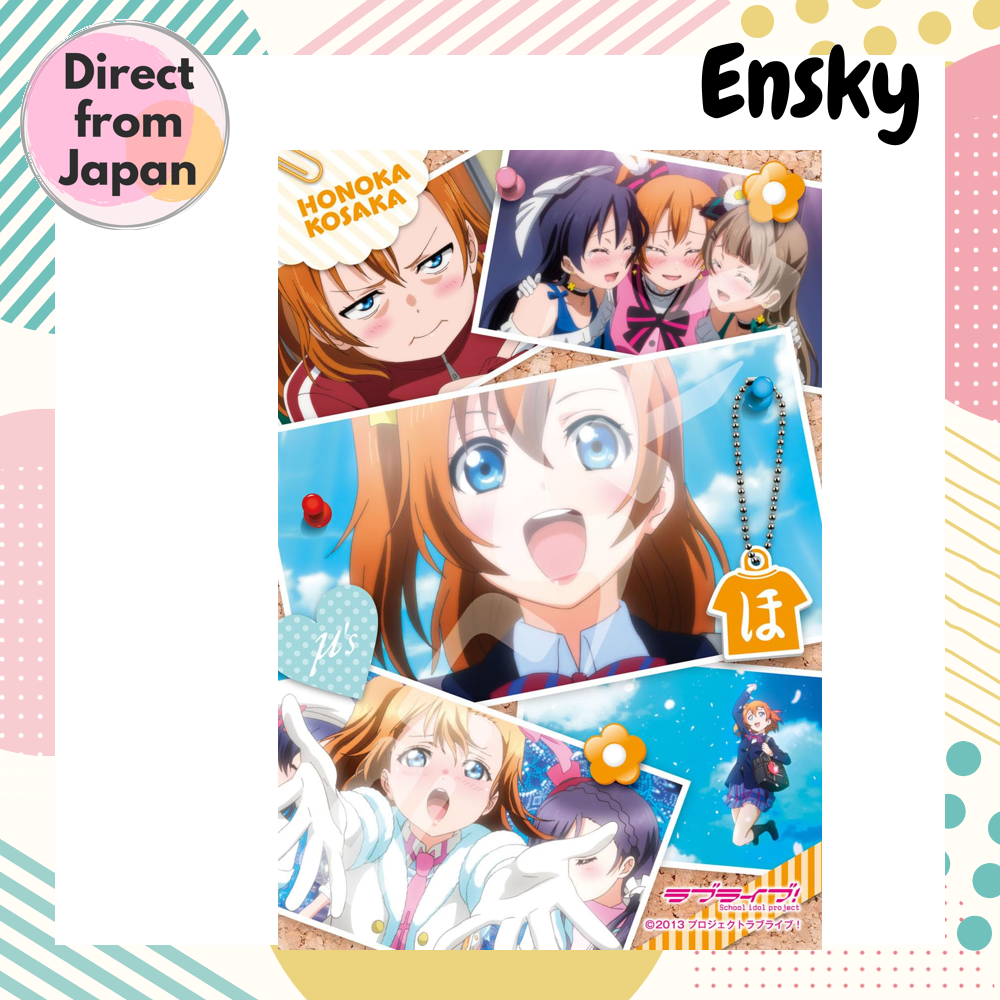 Direct
from
Japan
Ensky
HONOKA
KOSAKA
ほ
μ's
ラブライブ!
School idol project
©2013 プロジェクトラブライブ！